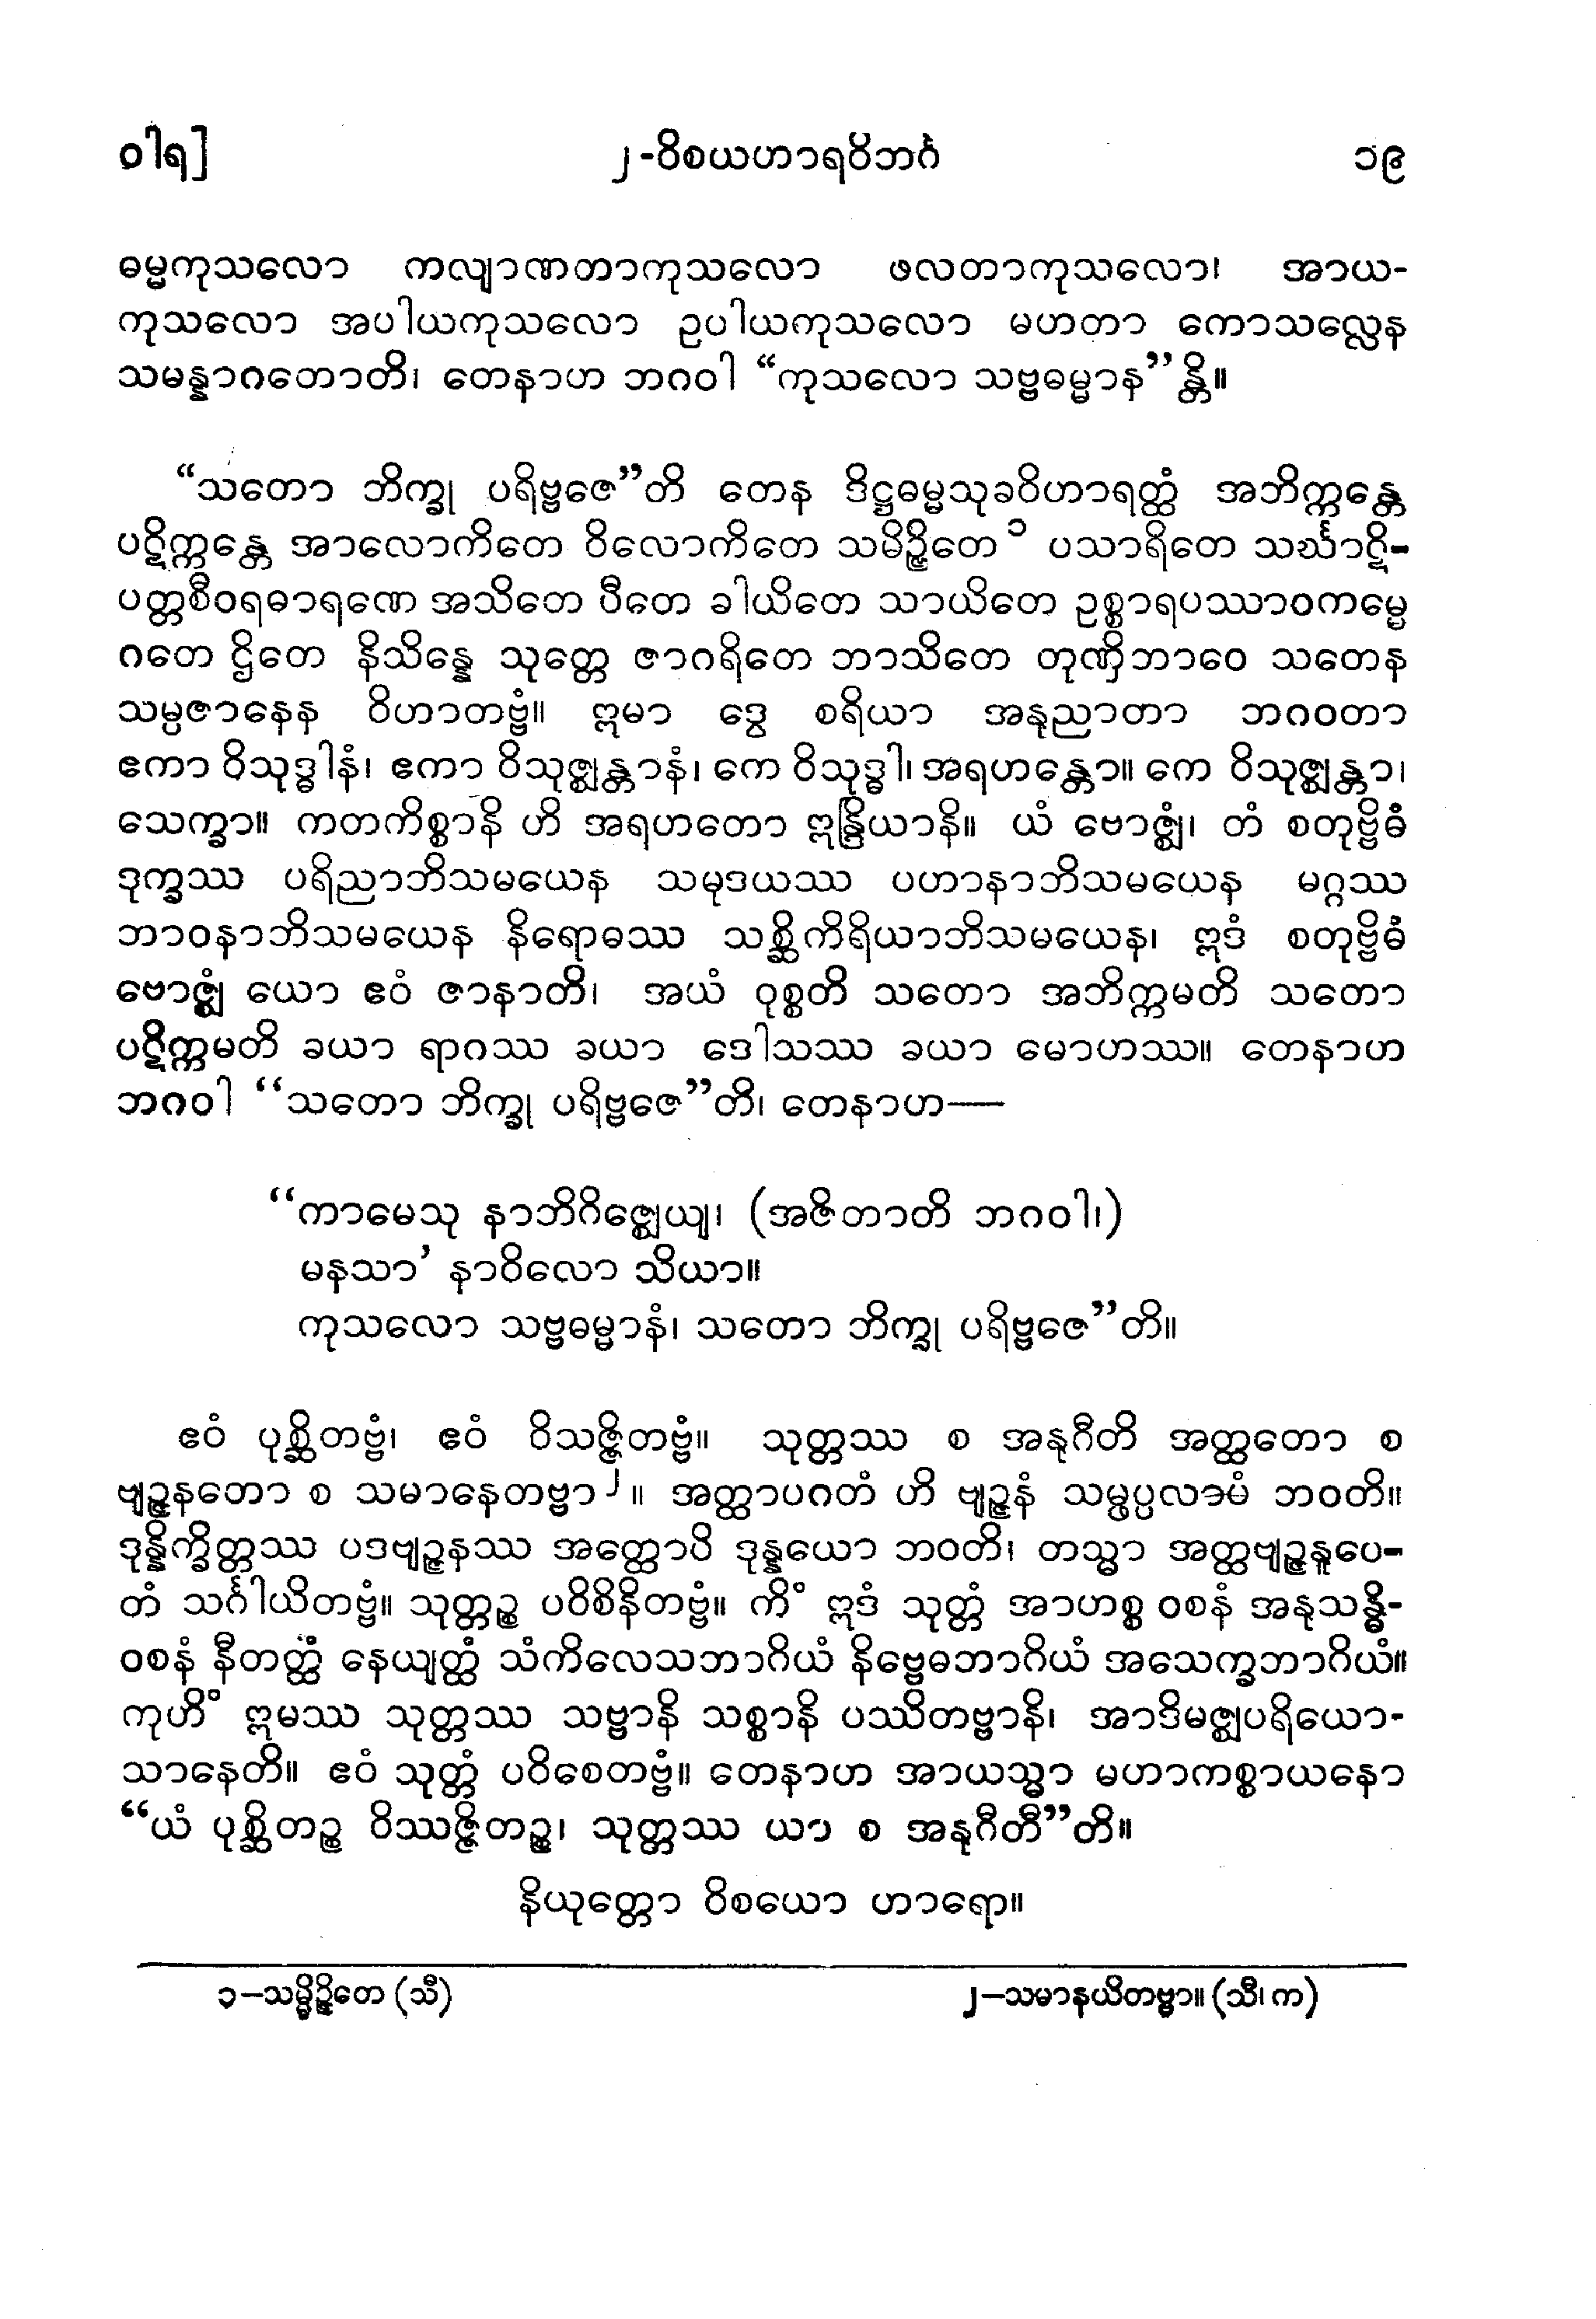 ဝါရ]
၂-ဝိစယဟာရဝိဘင်္ဂ
၁၉
ဓမ္မကုသလော ကလျာဏတာကုသလော ဖလတာကုသလော၊ အာယ-
ကုသလော အပါယကုသလော ဥပါယကုသလော မဟတာ ကောသလ္လေန
သမန္နာဂတောတိ၊ တေနာဟ ဘဂဝါ “ကုသလော သဗ္ဗဓမ္မာန”န္တိ။
“သတော ဘိက္ခု ပရိဗ္ဗဇေ”တိ တေန ဒိဋ္ဌဓမ္မသုခဝိဟာရတ္ထံ အဘိက္ကန္တေ
ပဋိက္ကန္တေ အာလောကိတေ ဝိလောကိတေ သမိဉ္ဇိတေ ၁ ပသာရိတေ သင်္ဃာဋိ-
ပတ္တစီဝရဓာရဏေ အသိတေ ပီတေ ခါယိတေ သာယိတေ ဥစ္စာရပဿာဝကမ္မေ
ဂတေ ဌိတေ နိသိန္နေ သုတ္တေ ဇာဂရိတေ ဘာသိတေ တုဏှိဘာဝေ သတေန
သမ္ပဇာနေန ဝိဟာတဗ္ဗံ။ ဣမာ ဒွေ စရိယာ အနုညာတာ ဘဂဝတာ
ဧကာ ဝိသုဒ္ဓါနံ၊ ဧကာ ဝိသုဇ္ဈန္တာနံ၊ ကေ ဝိသုဒ္ဓါ၊ အရဟန္တော။ ကေ ဝိသုဇ္ဈန္တာ၊
သေက္ခာ။ ကတကိစ္စာနိ ဟိ အရဟတော ဣန္ဒြိယာနိ။ ယံ ဗောဇ္ဈံ၊ တံ စတုဗ္ဗိဓံ
ဒုက္ခဿ ပရိညာဘိသမယေန သမုဒယဿ ပဟာနာဘိသမယေန မဂ္ဂဿ
ဘာဝနာဘိသမယေန နိရောဓဿ သစ္ဆိကိရိယာဘိသမယေန၊ ဣဒံ စတုဗ္ဗိဓံ
ဗောဇ္ဈံ ယော ဧဝံ ဇာနာတိ၊ အယံ ဝုစ္စတိ သတော အဘိက္ကမတိ သတော
ပဋိက္ကမတိ ခယာ ရာဂဿ ခယာ ဒေါသဿ ခယာ မောဟဿ။ တေနာဟ
ဘဂဝါ “သတော ဘိက္ခု ပရိဗ္ဗဇေ”တိ၊ တေနာဟ—
“ကာမေသု နာဘိဂိဇ္ဈေယျ၊ (အဇိတာတိ ဘဂဝါ၊)
မနသာ’ နာဝိလော သိယာ။
ကုသလော သဗ္ဗဓမ္မာနံ၊ သတော ဘိက္ခု ပရိဗ္ဗဇေ”တိ။
ဧဝံ ပုစ္ဆိတဗ္ဗံ၊ ဧဝံ ဝိသဇ္ဇိတဗ္ဗံ။ သုတ္တဿ စ အနုဂီတိ အတ္ထတော စ
ဗျဉ္ဇနတော စ သမာနေတဗ္ဗာ ၂ ။ အတ္ထာပဂတံ ဟိ ဗျဉ္ဇနံ သမ္ဖပ္ပလာမံ ဘဝတိ။
ဒုန္နိက္ခိတ္တဿ ပဒဗျဉ္ဇနဿ အတ္ထောပိ ဒုန္နယော ဘဝတိ၊ တသ္မာ အတ္ထဗျဉ္ဇနူပေ-
တံ သင်္ဂါယိတဗ္ဗံ။ သုတ္တဉ္စ ပဝိစိနိတဗ္ဗံ။ ကိံ ဣဒံ သုတ္တံ အာဟစ္စ ဝစနံ အနုသန္ဓိ-
ဝစနံ နီတတ္ထံ နေယျတ္ထံ သံကိလေသဘာဂိယံ နိဗ္ဗေဓဘာဂိယံ အသေက္ခဘာဂိယံ။
ကုဟိံ ဣမဿ သုတ္တဿ သဗ္ဗာနိ သစ္စာနိ ပဿိတဗ္ဗာနိ၊ အာဒိမဇ္ဈပရိယော-
သာနေတိ။ ဧဝံ သုတ္တံ ပဝိစေတဗ္ဗံ။ တေနာဟ အာယသ္မာ မဟာကစ္စာယနော
“ယံ ပုစ္ဆိတဉ္စ ဝိဿဇ္ဇိတဉ္စ၊ သုတ္တဿ ယာ စ အနုဂီတီ”တိ။
နိယုတ္တော ဝိစယော ဟာရော။
၁–သမ္မိဉ္ဇိတေ (သီ)
၂–သမာနယိတဗ္ဗာ။ (သီ၊ က)